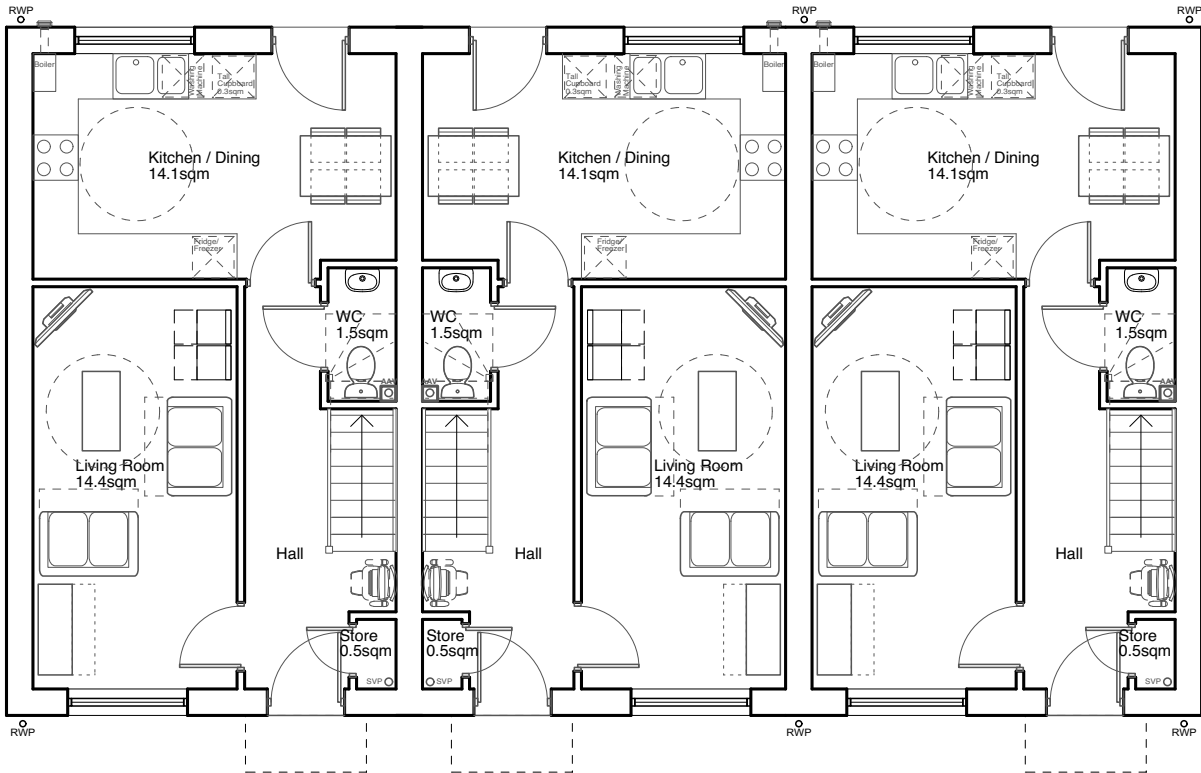 RWP
RWP
RWP
Boiler
Washing
Machine
Tall
Cupboard
0.3sqm
Tall
Cupboard
0.3sqm
Washing
Machine
Boiler
Boiler
Washing
Machine
Tall
Cupboard
0.3sqm
Kitchen / Dining
14.1sqm
Kitchen / Dining
14.1sqm
Kitchen / Dining
14.1sqm
Fridge/
Freezer
Fridge/
Freezer
Fridge/
Freezer
WC
1.5sqm
WC
1.5sqm
WC
1.5sqm
AAV
AAV
AAV
Living Room
14.4sqm
Living Room
14.4sqm
Living Room
14.4sqm
Hall
Hall
Hall
Store
0.5sqm
Store
0.5sqm
Store
0.5sqm
SVP
SVP
SVP
RWP
RWP
RWP